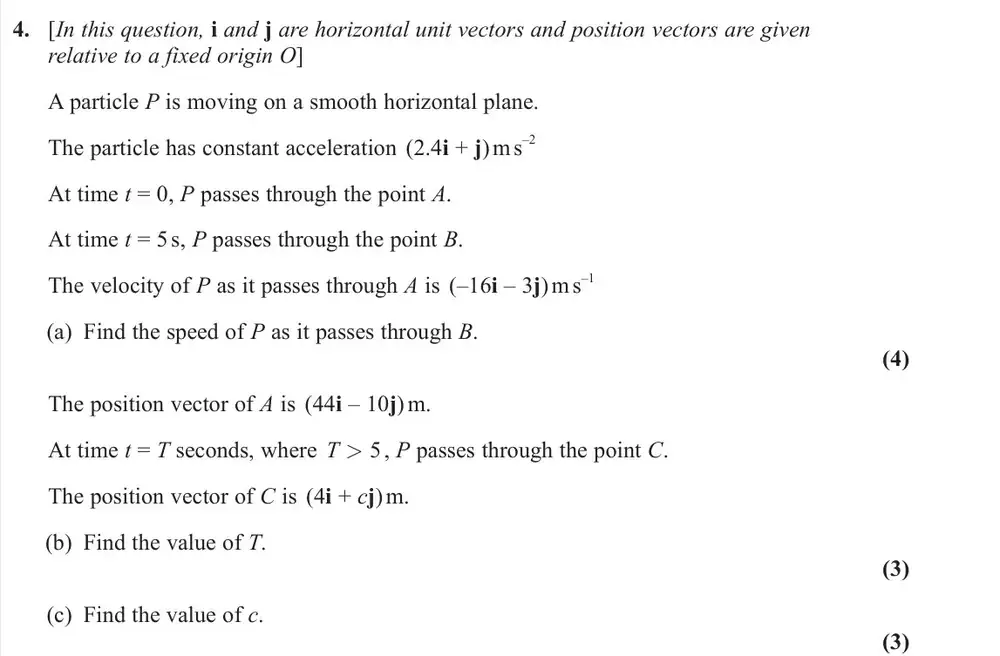 4. [In this question, i and j are horizontal unit vectors and position vectors are given
relative to a fixed origin O]
A particle P is moving on a smooth horizontal plane.
The particle has constant acceleration (2.4i + j) m s⁻²
At time t = 0, P passes through the point A.
At time t = 5 s, P passes through the point B.
The velocity of P as it passes through A is (–16i – 3j) m s⁻¹
(a) Find the speed of P as it passes through B.
(4)
The position vector of A is (44i – 10j) m.
At time t = T seconds, where T > 5, P passes through the point C.
The position vector of C is (4i + cj) m.
(b) Find the value of T.
(3)
(c) Find the value of c.
(3)